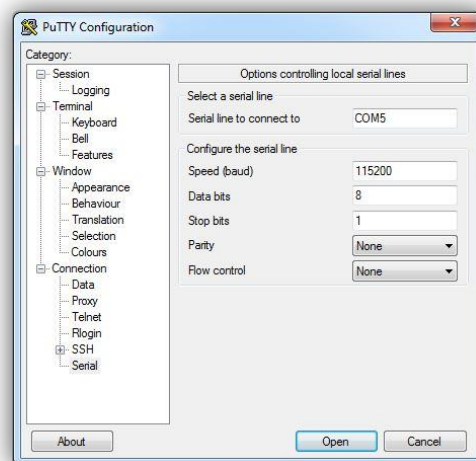 PuTTY Configuration
Category:
Session
Logging
Terminal
Keyboard
Bell
Features
Window
Appearance
Behaviour
Translation
Selection
Colours
Connection
Data
Proxy
Telnet
Rlogin
SSH
Serial
Options controlling local serial lines
Select a serial line
Serial line to connect to COM5
Configure the serial line
Speed (baud) 115200
Data bits 8
Stop bits 1
Parity None
Flow control None
About Open Cancel